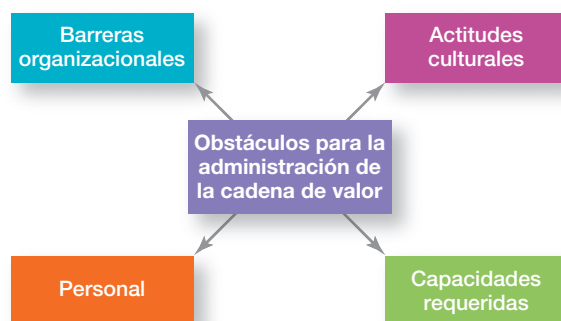 Barreras
organizacionales
Actitudes
culturales
Obstáculos para la
administración de
la cadena de valor
Personal
Capacidades
requeridas